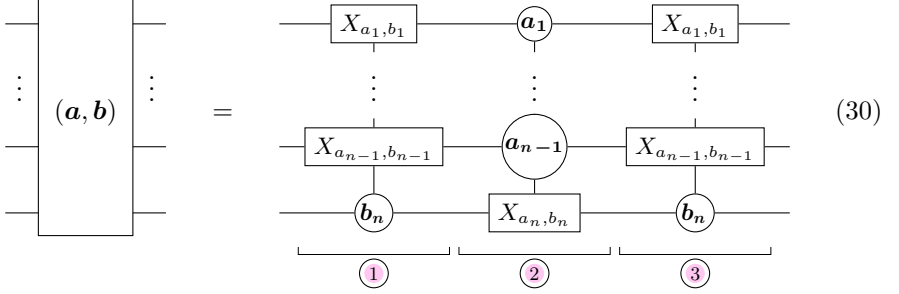 X_{a_1,b_1} a_1 X_{a_1,b_1}
⋮ ⋮ ⋮ ⋮ ⋮
(a, b) = (30)
X_{a_{n−1},b_{n−1}} a_{n−1} X_{a_{n−1},b_{n−1}}
b_n X_{a_n,b_n} b_n
1 2 3